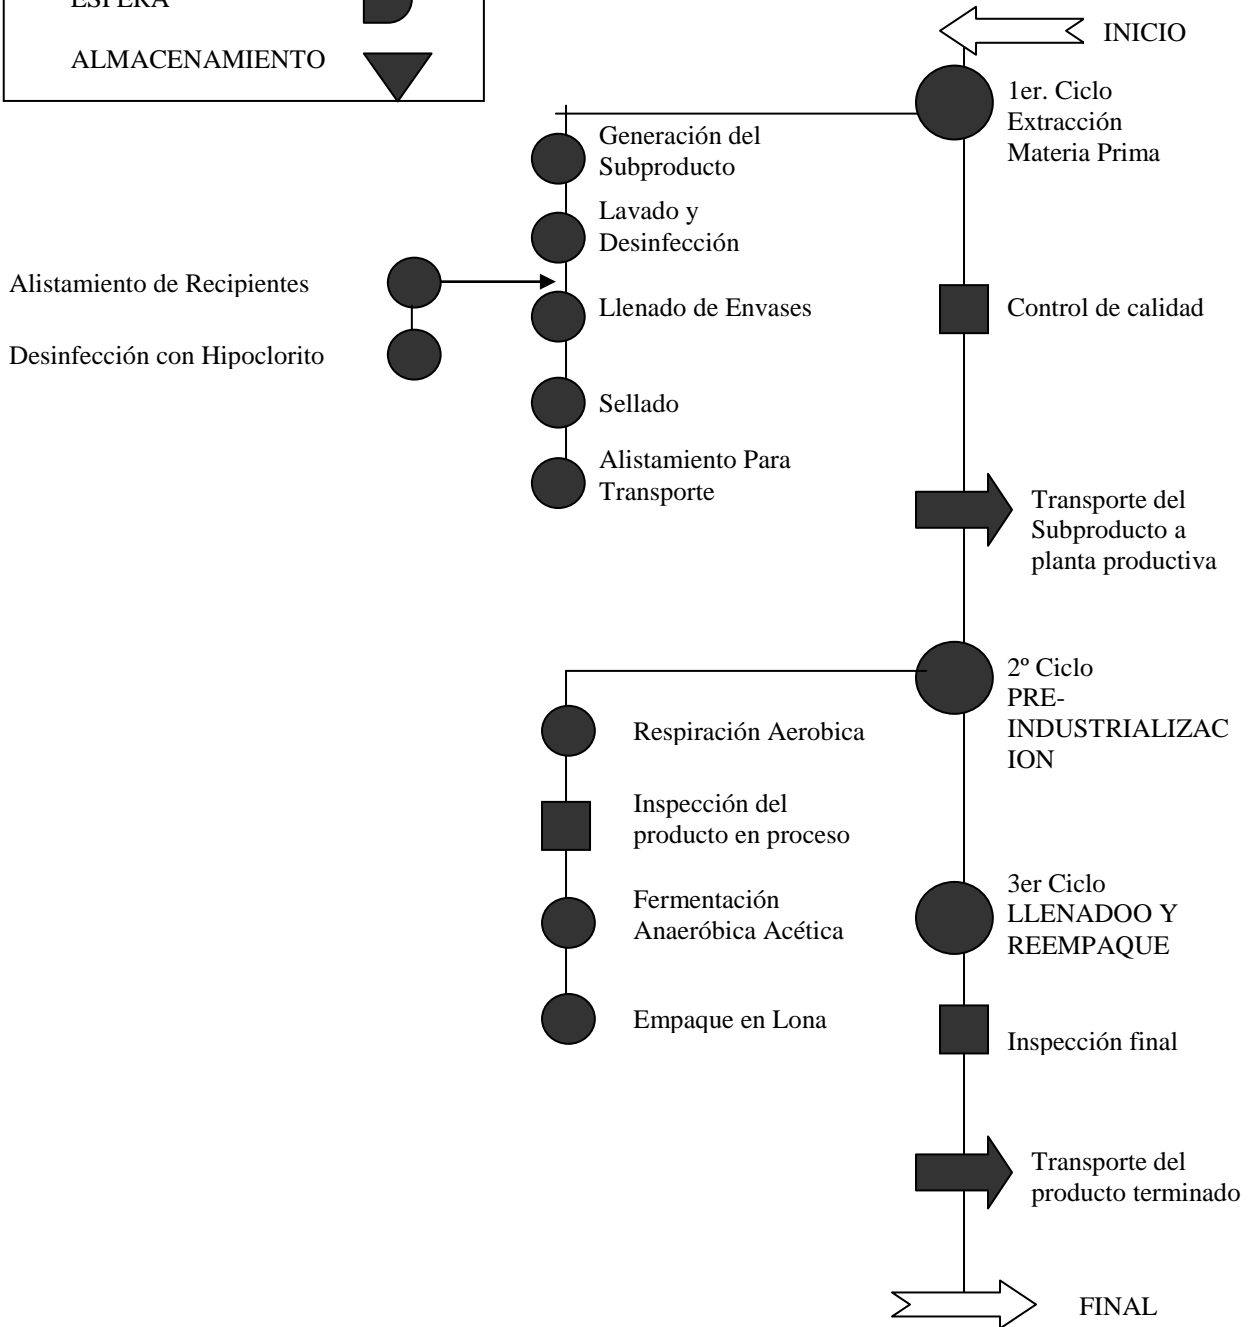 ESPERA
ALMACENAMIENTO
INICIO
1er. Ciclo
Extracción
Materia Prima
Generación del
Subproducto
Lavado y
Desinfección
Alistamiento de Recipientes
Llenado de Envases
Control de calidad
Desinfección con Hipoclorito
Sellado
Alistamiento Para
Transporte
Transporte del
Subproducto a
planta productiva
2º Ciclo
PRE-
INDUSTRIALIZAC
ION
Respiración Aerobica
Inspección del
producto en proceso
Fermentación
Anaeróbica Acética
Empaque en Lona
3er Ciclo
LLENADOO Y
REEMPAQUE
Inspección final
Transporte del
producto terminado
FINAL